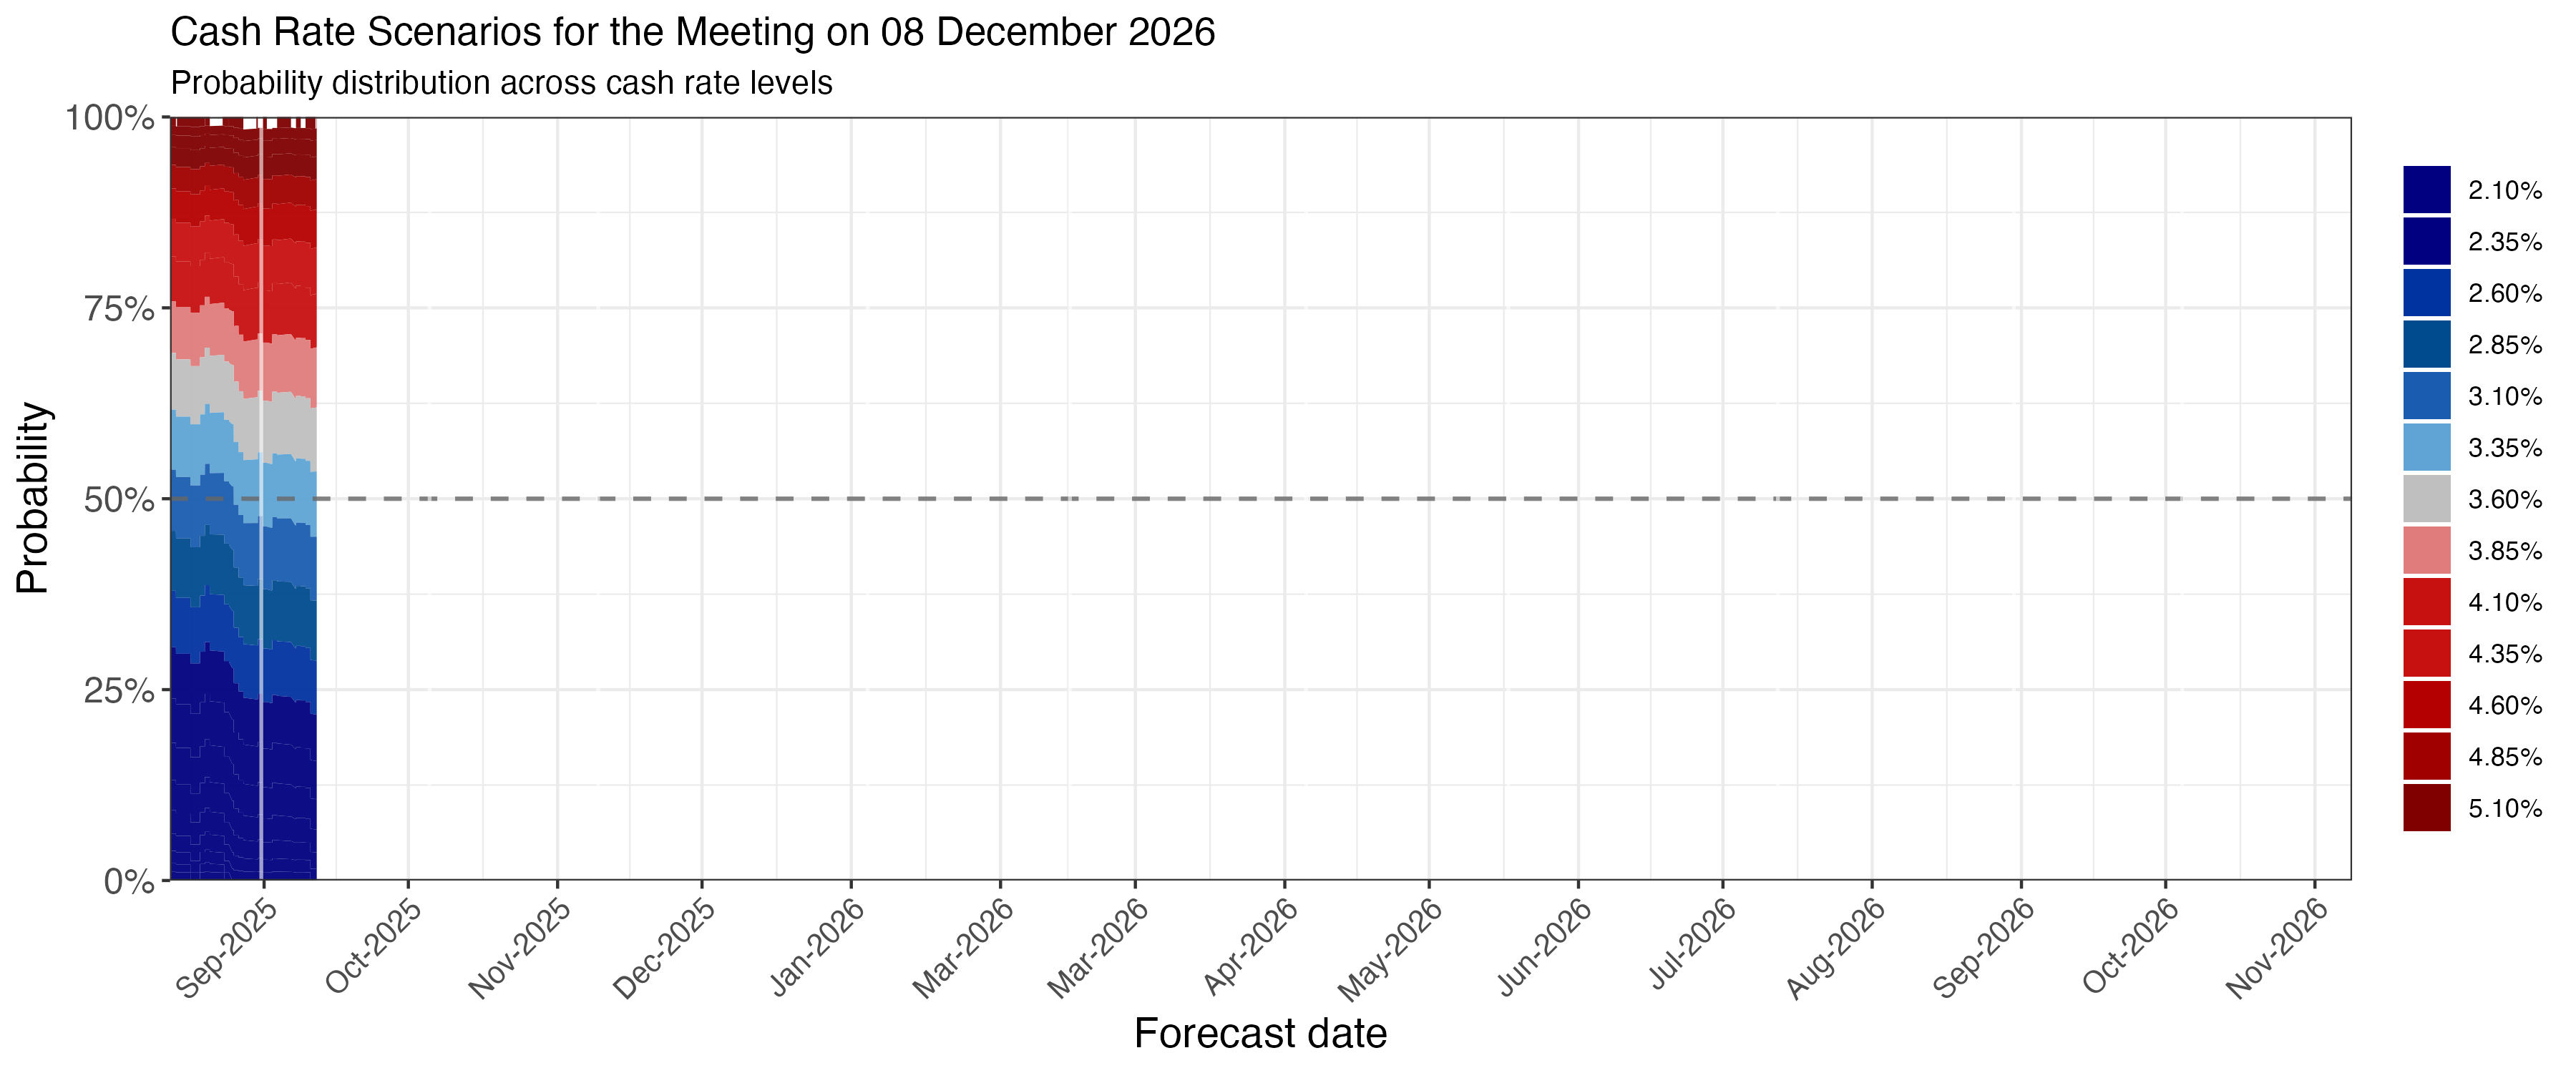 Cash Rate Scenarios for the Meeting on 08 December 2026
Probability distribution across cash rate levels
100%
75%
50%
25%
0%
Probability
Sep-2025
Oct-2025
Nov-2025
Dec-2025
Jan-2026
Mar-2026
Mar-2026
Apr-2026
May-2026
Jun-2026
Jul-2026
Aug-2026
Sep-2026
Oct-2026
Nov-2026
Forecast date
2.10%
2.35%
2.60%
2.85%
3.10%
3.35%
3.60%
3.85%
4.10%
4.35%
4.60%
4.85%
5.10%